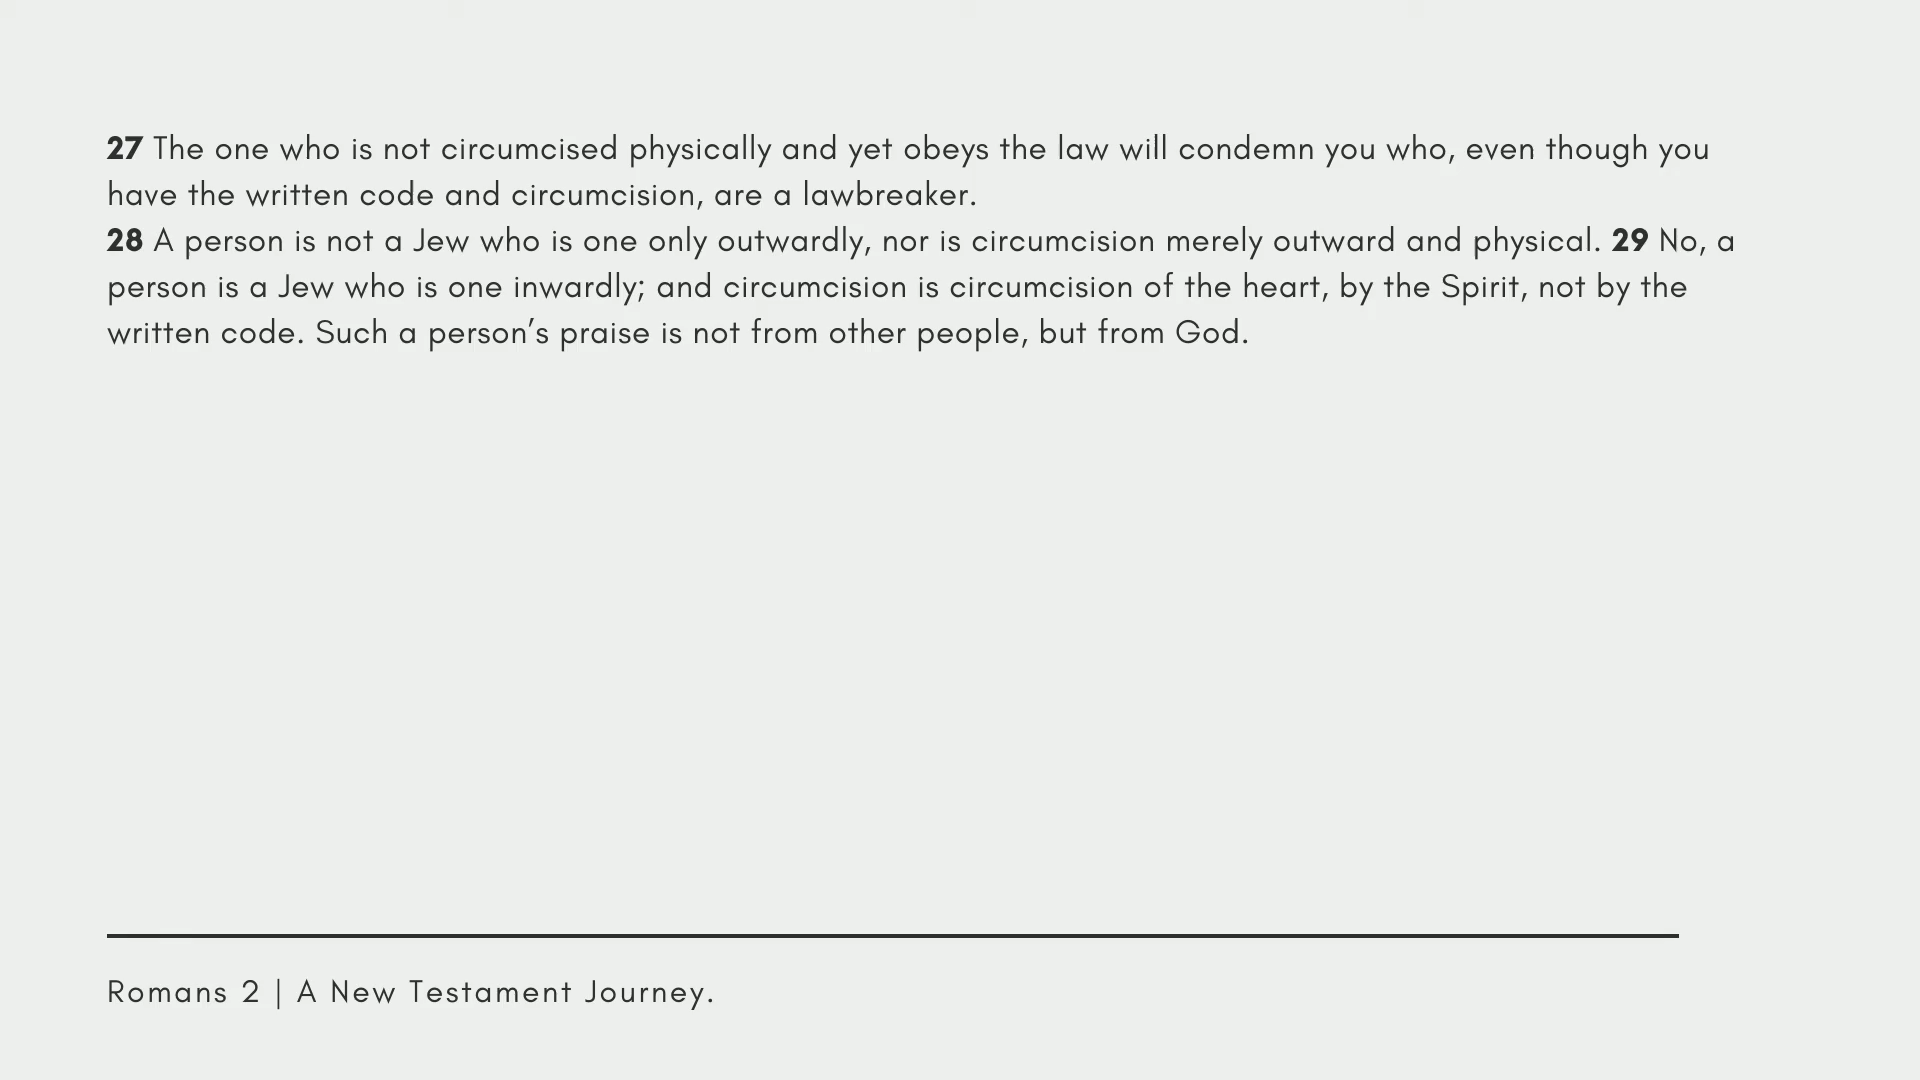 27 The one who is not circumcised physically and yet obeys the law will condemn you who, even though you
have the written code and circumcision, are a lawbreaker.
28 A person is not a Jew who is one only outwardly, nor is circumcision merely outward and physical. 29 No, a
person is a Jew who is one inwardly; and circumcision is circumcision of the heart, by the Spirit, not by the
written code. Such a person’s praise is not from other people, but from God.
Romans 2 | A New Testament Journey.